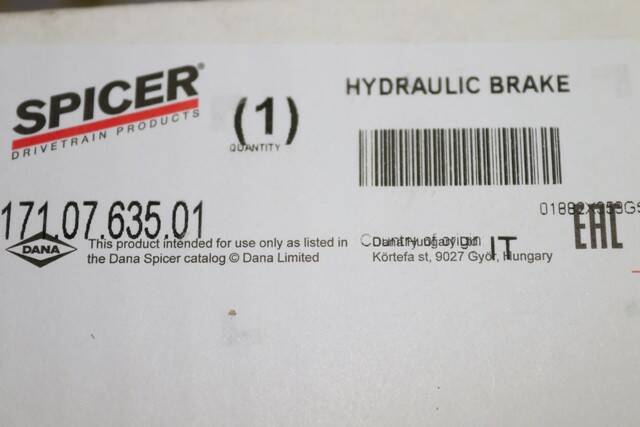 SPICER®
DRIVETRAIN PRODUCTS
(1)
QUANTITY
HYDRAULIC BRAKE
171.07.635.01
EAC
DANA
This product intended for use only as listed in
the Dana Spicer catalog © Dana Limited
Country of origin IT
Dana Hungary Ltd
Körtefa st, 9027 Győr, Hungary